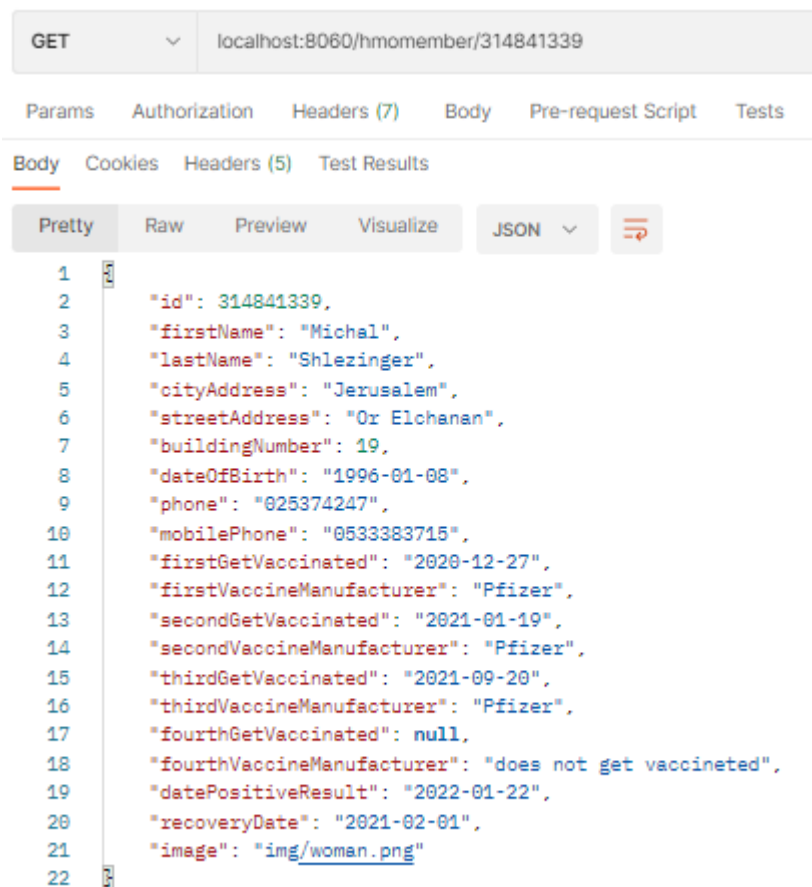 GET localhost:8060/hmomember/314841339
Params Authorization Headers (7) Body Pre-request Script Tests
Body Cookies Headers (5) Test Results
Pretty Raw Preview Visualize JSON
1 {
2 "id": 314841339,
3 "firstName": "Michal",
4 "lastName": "Shlezinger",
5 "cityAddress": "Jerusalem",
6 "streetAddress": "Or Elchanan",
7 "buildingNumber": 19,
8 "dateOfBirth": "1996-01-08",
9 "phone": "025374247",
10 "mobilePhone": "0533383715",
11 "firstGetVaccinated": "2020-12-27",
12 "firstVaccineManufacturer": "Pfizer",
13 "secondGetVaccinated": "2021-01-19",
14 "secondVaccineManufacturer": "Pfizer",
15 "thirdGetVaccinated": "2021-09-20",
16 "thirdVaccineManufacturer": "Pfizer",
17 "fourthGetVaccinated": null,
18 "fourthVaccineManufacturer": "does not get vaccineted",
19 "datePositiveResult": "2022-01-22",
20 "recoveryDate": "2021-02-01",
21 "image": "img/woman.png"
22 }